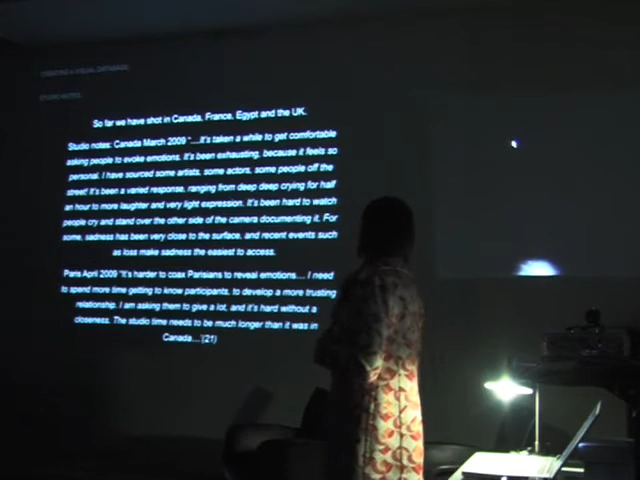 CREATING A VISUAL DATABASE:
STUDIO NOTES.
So far we have shot in Canada, France, Egypt and the UK.
Studio notes: Canada March 2009 "....It's taken a while to get comfortable
asking people to evoke emotions. It's been exhausting, because it feels so
personal. I have sourced some artists, some actors, some people off the
street! It's been a varied response, ranging from deep deep crying for half
an hour to more laughter and very light expression. It's been hard to watch
people cry and stand over the other side of the camera documenting it. For
some, sadness has been very close to the surface, and recent events such
as loss make sadness the easiest to access.
Paris April 2009 "It's harder to coax Parisians to reveal emotions.... I need
to spend more time getting to know participants, to develop a more trusting
relationship. I am asking them to give a lot, and it's hard without a
closeness. The studio time needs to be much longer than it was in
Canada...."(21)